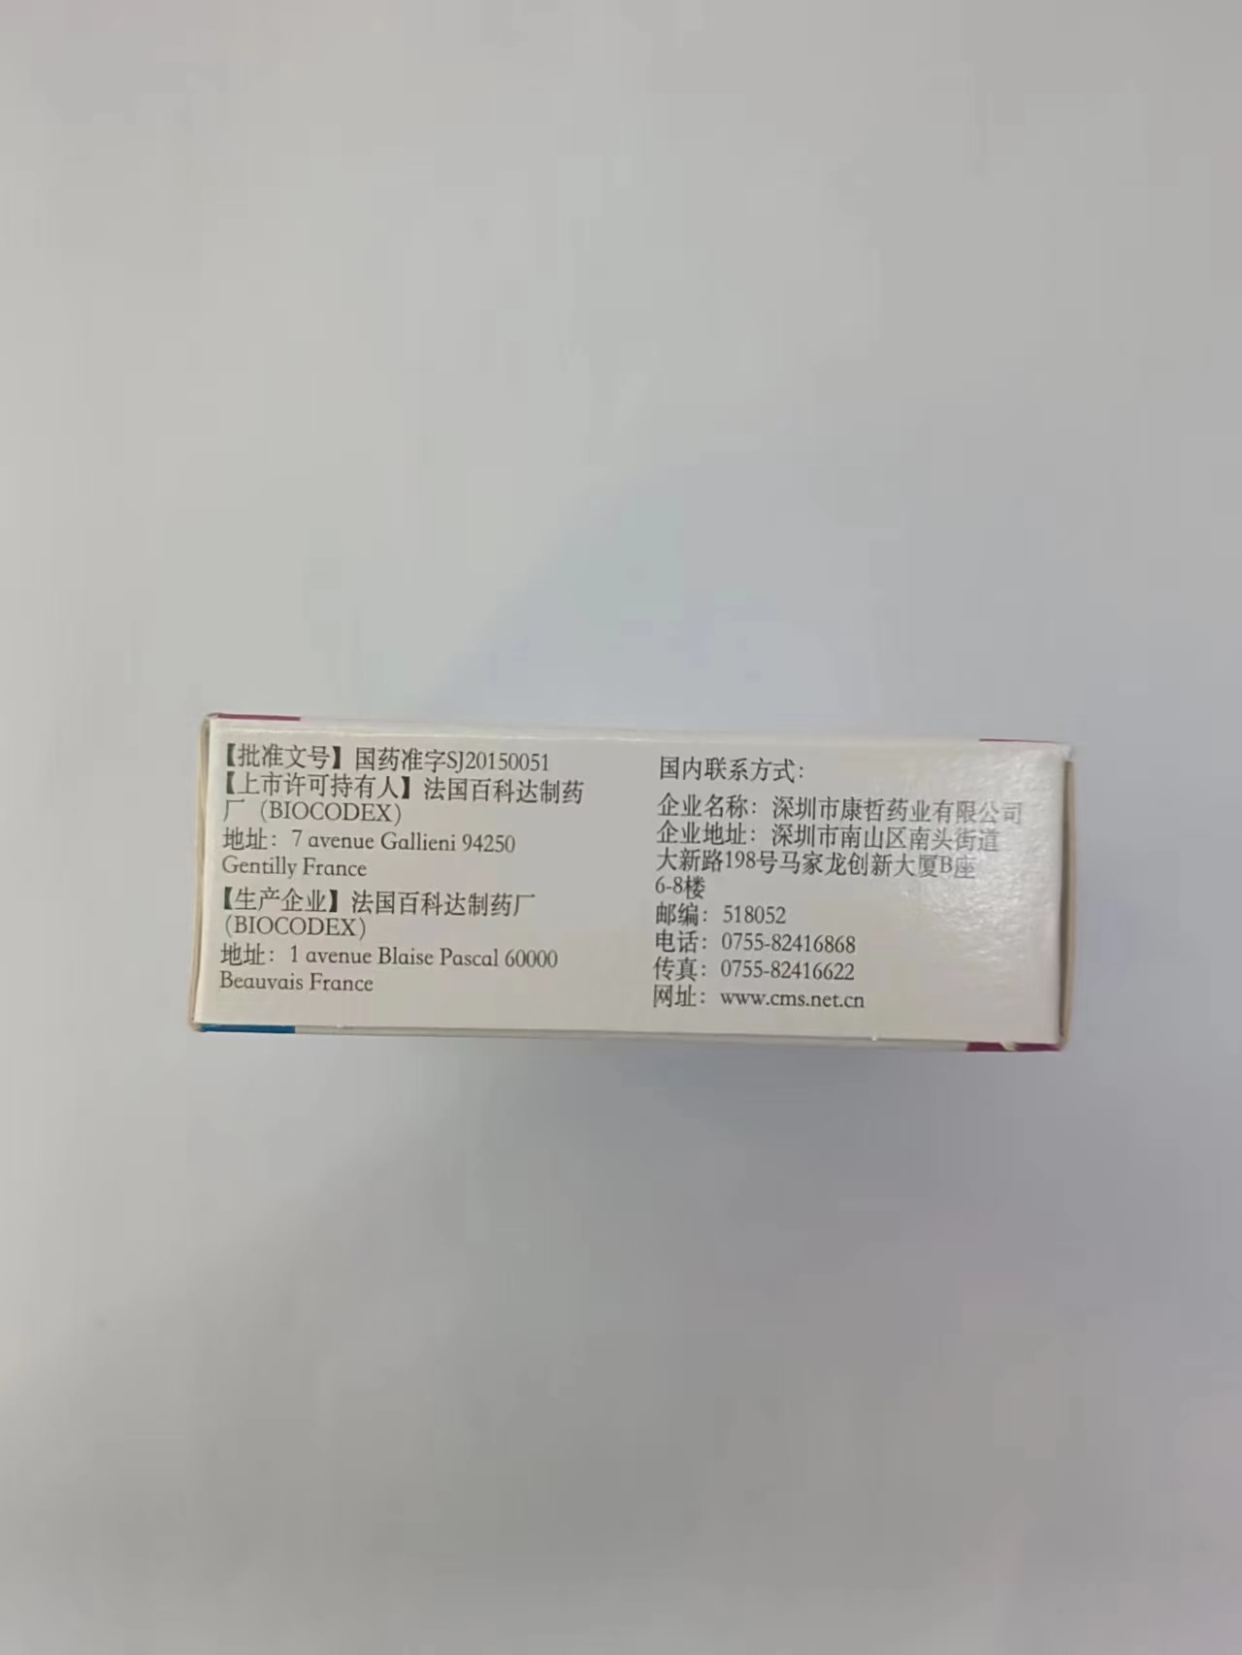 【批准文号】国药准字SJ20150051
【上市许可持有人】法国百科达制药
厂（BIOCODEX）
地址：7 avenue Gallieni 94250
Gentilly France
【生产企业】法国百科达制药厂
（BIOCODEX）
地址：1 avenue Blaise Pascal 60000
Beauvais France
国内联系方式：
企业名称：深圳市康哲药业有限公司
企业地址：深圳市南山区南头街道
大新路198号马家龙创新大厦B座
6-8楼
邮编：518052
电话：0755-82416868
传真：0755-82416622
网址：www.cms.net.cn